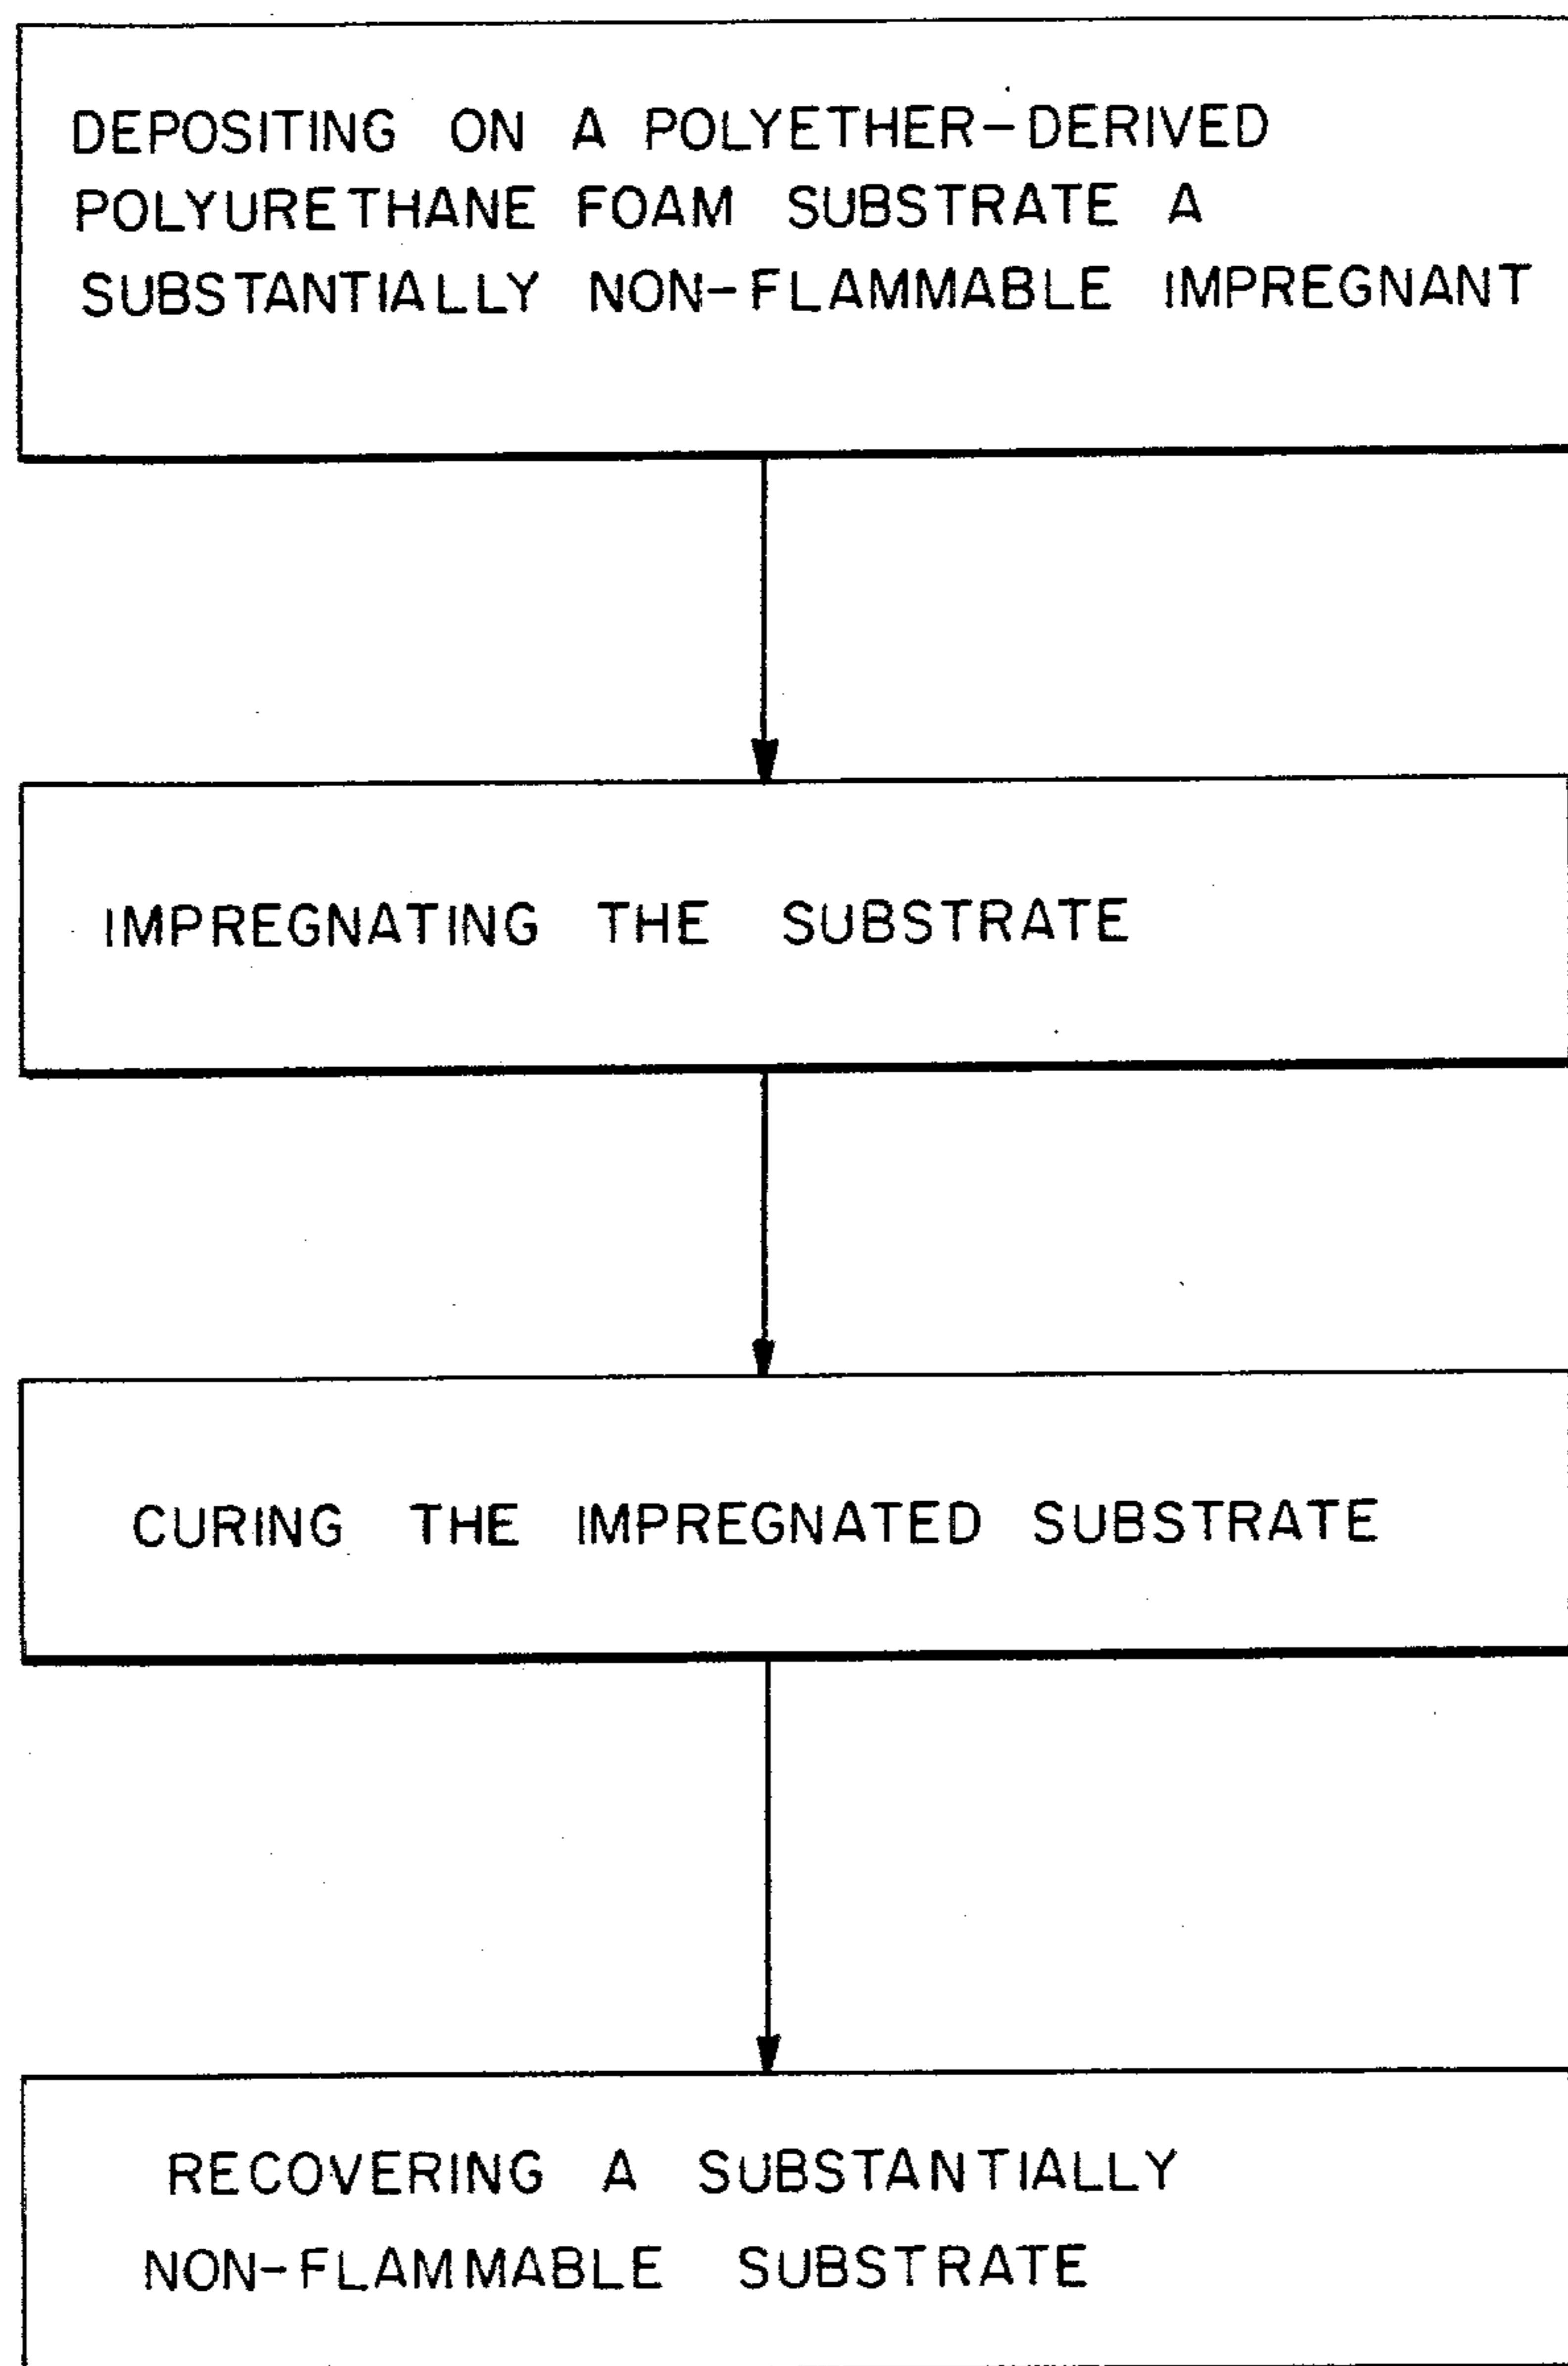 DEPOSITING ON A POLYETHER-DERIVED
POLYURETHANE FOAM SUBSTRATE A
SUBSTANTIALLY NON-FLAMMABLE IMPREGNANT
IMPREGNATING THE SUBSTRATE
CURING THE IMPREGNATED SUBSTRATE
RECOVERING A SUBSTANTIALLY
NON-FLAMMABLE SUBSTRATE